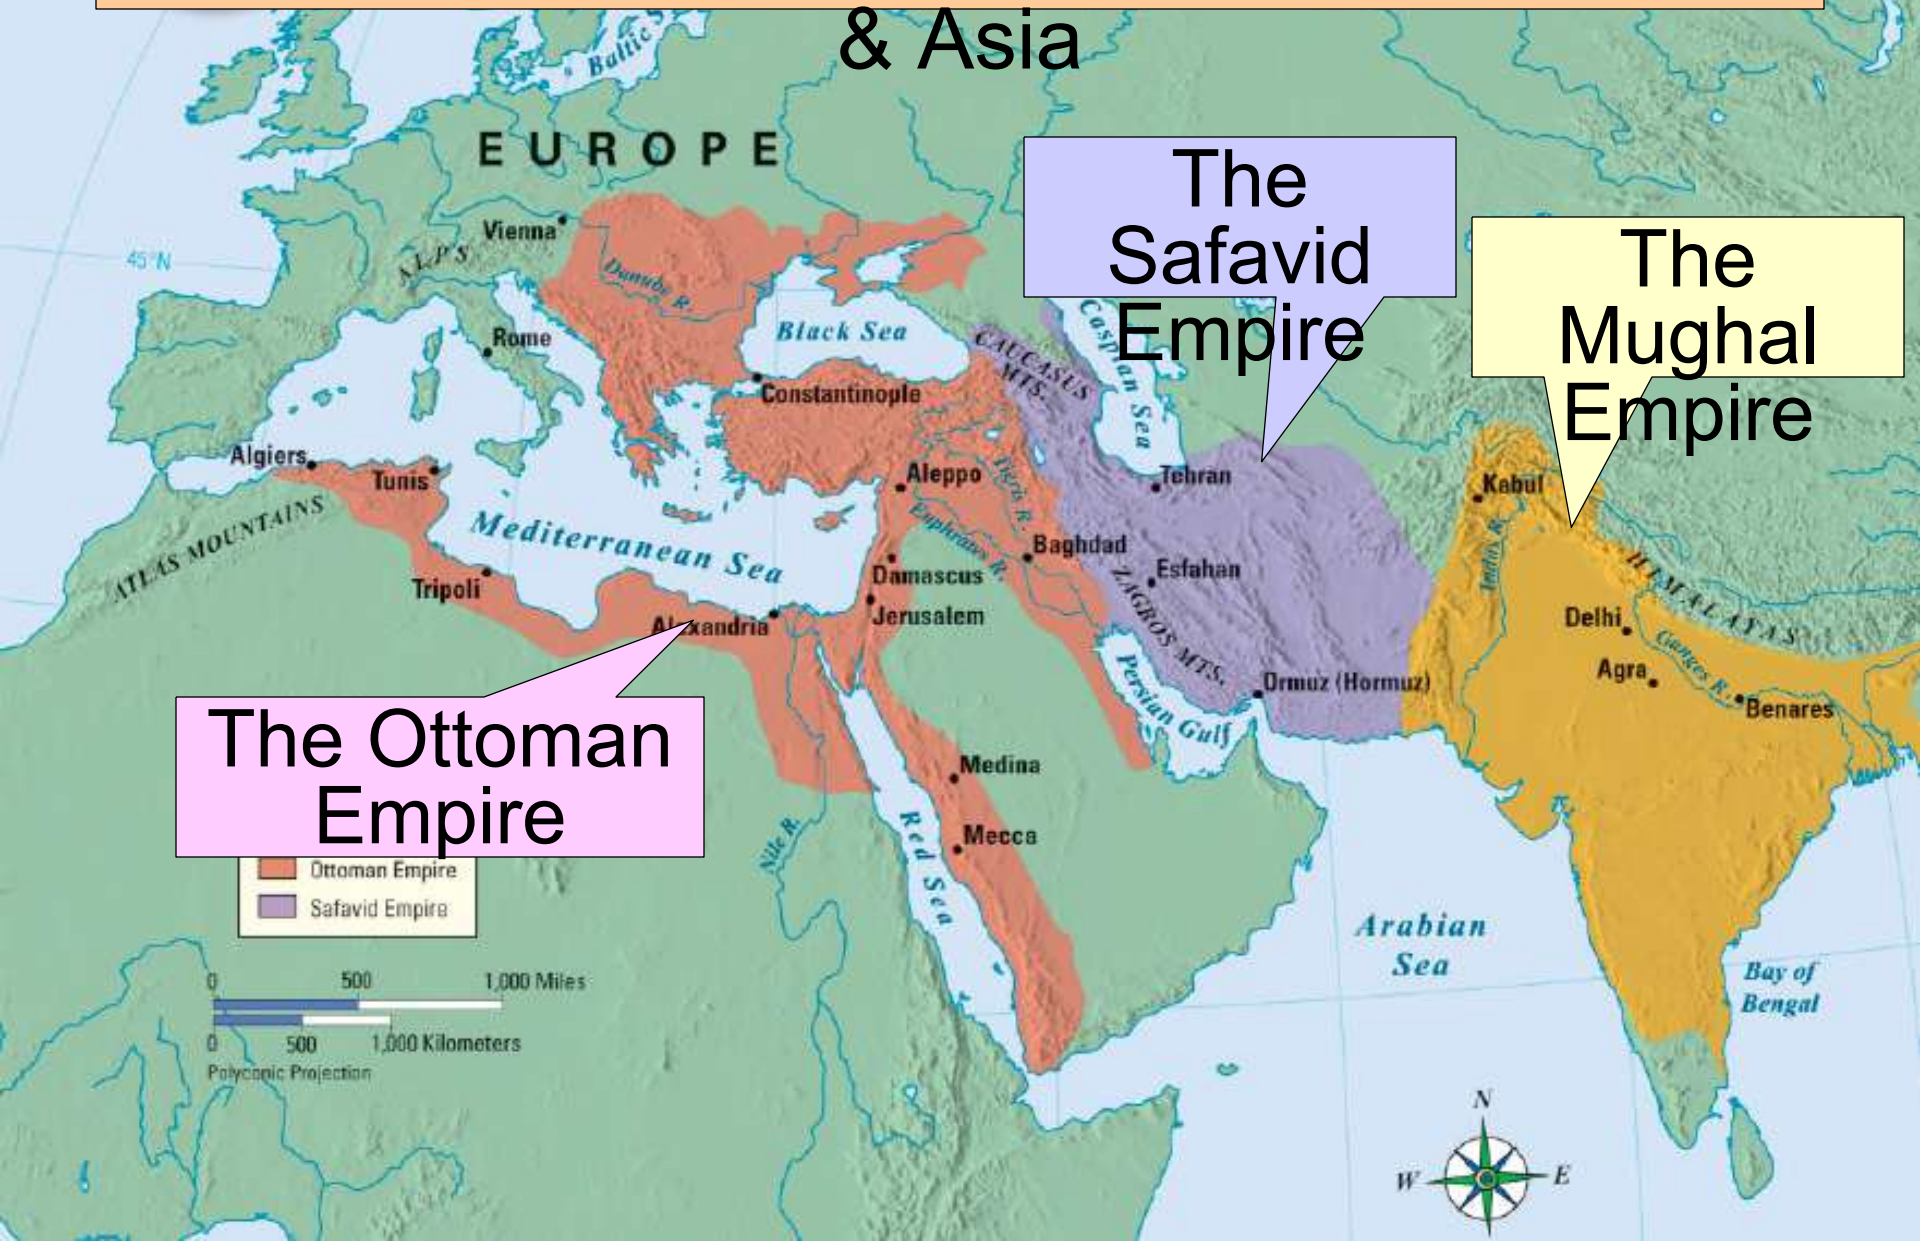 & Asia
Baltic
EUROPE
The
Safavid
Empire
The
Mughal
Empire
Vienna
ALPS
45°N
Danube R.
Black Sea
Caspian Sea
Rome
CAUCASUS
MTS.
Constantinople
Algiers
Tunis
Aleppo
Tigris R.
Tehran
Kabul
ATLAS MOUNTAINS
Mediterranean Sea
Euphrates R.
Baghdad
Esfahan
Indus R.
HIMALAYAS
Tripoli
Damascus
ZAGROS MTS.
Alexandria
Jerusalem
Delhi
Ganges R.
Agra
Persian Gulf
Ormuz (Hormuz)
Benares
The Ottoman
Empire
Medina
Mecca
Red Sea
Nile R.
Ottoman Empire
Safavid Empire
Arabian
Sea
Bay of
Bengal
0 500 1,000 Miles
0 500 1,000 Kilometers
Polyconic Projection
N
W E